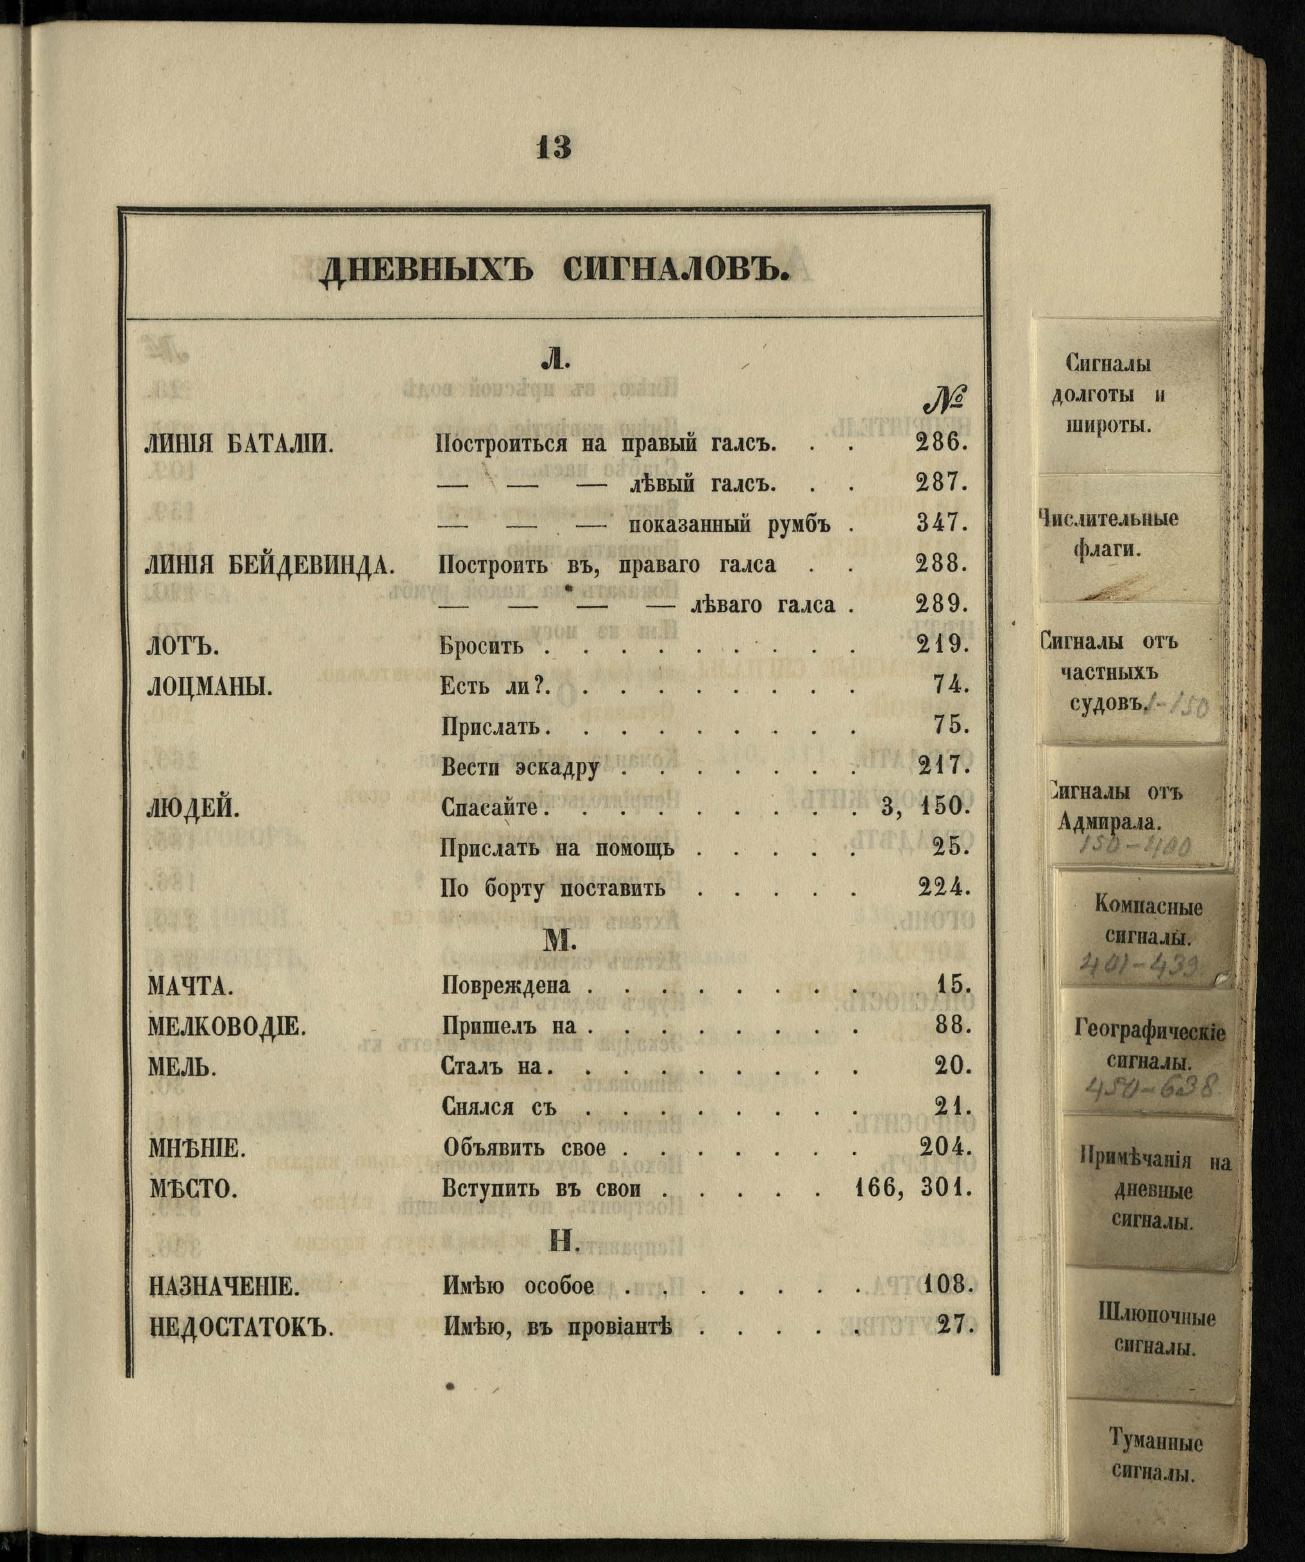 13
ДНЕВНЫХЪ СИГНАЛОВЪ.
Л.
№
ЛИНІЯ БАТАЛІИ. Построиться на правый галсъ. . . 286.
— — — лѣвый галсъ. . . 287.
— — — показанный румбъ . 347.
ЛИНІЯ БЕЙДЕВИНДА. Построить въ, праваго галса . . 288.
— — — — лѣваго галса . 289.
ЛОТЪ. Бросить . . . . . . . . . 219.
ЛОЦМАНЫ. Есть ли?. . . . . . . . . 74.
Прислать. . . . . . . . . 75.
Вести эскадру . . . . . . . 217.
ЛЮДЕЙ. Спасайте. . . . . . . . . 3, 150.
Прислать на помощь . . . . . 25.
По борту поставить . . . . . 224.
М.
МАЧТА. Повреждена . . . . . . . . 15.
МЕЛКОВОДІЕ. Пришелъ на . . . . . . . . 88.
МЕЛЬ. Сталъ на. . . . . . . . . 20.
Снялся съ . . . . . . . . 21.
МНѢНІЕ. Объявить свое . . . . . . . 204.
МѢСТО. Вступить въ свои . . . . . 166, 301.
Н.
НАЗНАЧЕНІЕ. Имѣю особое . . . . . . . 108.
НЕДОСТАТОКЪ. Имѣю, въ провіантѣ . . . . . 27.
Сигналы
долготы и
широты.
Числительные
флаги.
Сигналы отъ
частныхъ
судовъ. 1-150
Сигналы отъ
Адмирала.
150-400
Компасные
сигналы.
401-439
Географическіе
сигналы.
450-638
Примѣчанія на
дневные
сигналы.
Шлюпочные
сигналы.
Туманные
сигналы.